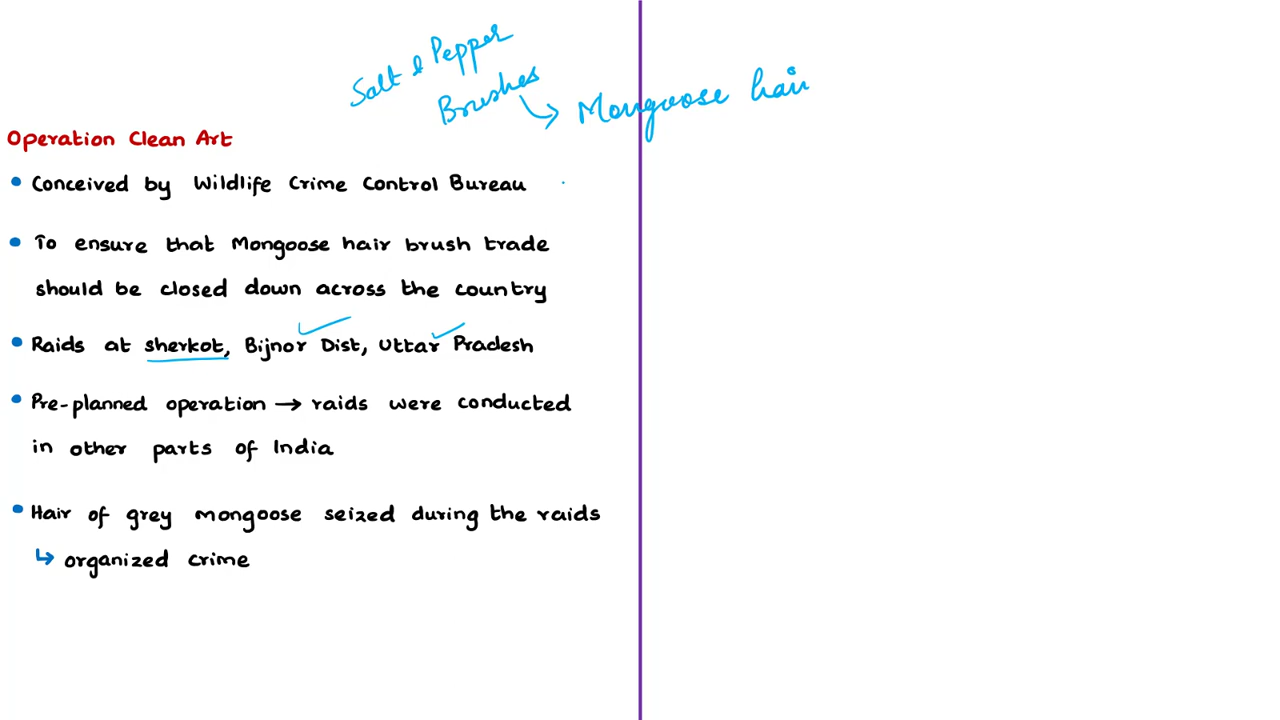 Salt & Pepper
Brushes → Mongoose hair
Operation Clean Art
• Conceived by Wildlife Crime Control Bureau
• To ensure that Mongoose hair brush trade
should be closed down across the country
• Raids at sherkot, Bijnor Dist, Uttar Pradesh
• Pre-planned operation → raids were conducted
in other parts of India
• Hair of grey mongoose seized during the raids
↳ organized crime